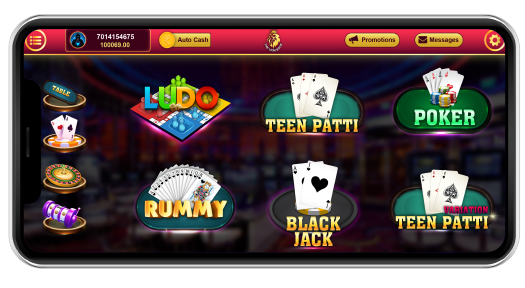 7014154675
100069.00
Auto Cash
Promotions
Messages
TABLE
LUDO
TEEN PATTI
POKER
RUMMY
BLACK
JACK
VARIATION
TEEN PATTI